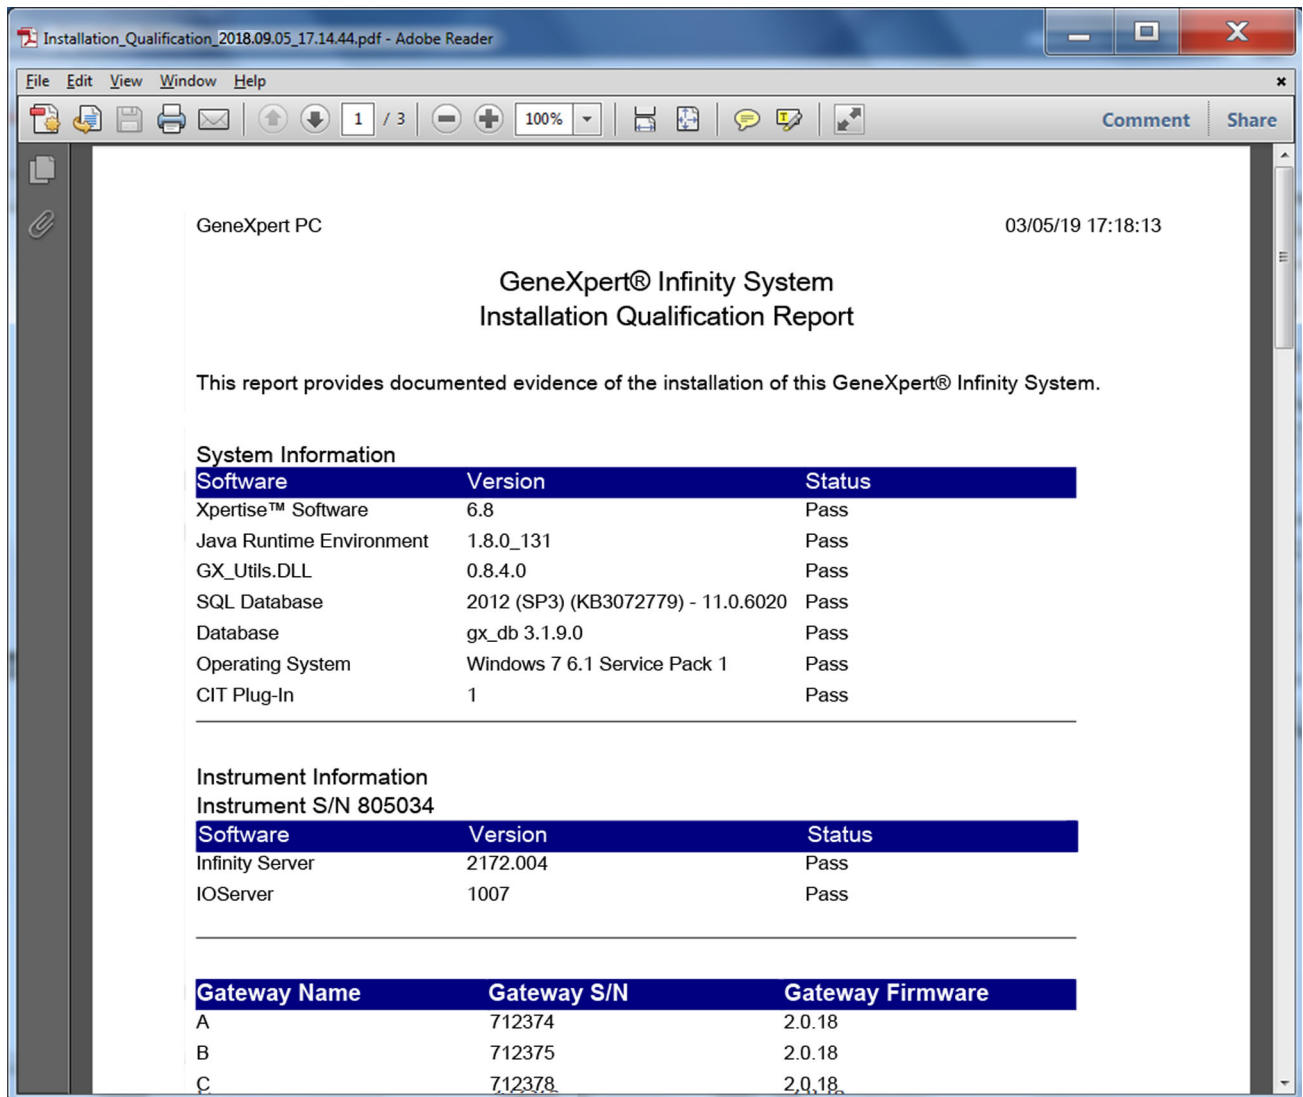 Installation_Qualification_2018.09.05_17.14.44.pdf - Adobe Reader
File Edit View Window Help
1 / 3 100% Comment Share
GeneXpert PC 03/05/19 17:18:13
GeneXpert® Infinity System
Installation Qualification Report
This report provides documented evidence of the installation of this GeneXpert® Infinity System.
System Information
Software Version Status
Xpertise™ Software 6.8 Pass
Java Runtime Environment 1.8.0_131 Pass
GX_Utils.DLL 0.8.4.0 Pass
SQL Database 2012 (SP3) (KB3072779) - 11.0.6020 Pass
Database gx_db 3.1.9.0 Pass
Operating System Windows 7 6.1 Service Pack 1 Pass
CIT Plug-In 1 Pass
Instrument Information
Instrument S/N 805034
Software Version Status
Infinity Server 2172.004 Pass
IOServer 1007 Pass
Gateway Name Gateway S/N Gateway Firmware
A 712374 2.0.18
B 712375 2.0.18
C 712378 2.0.18